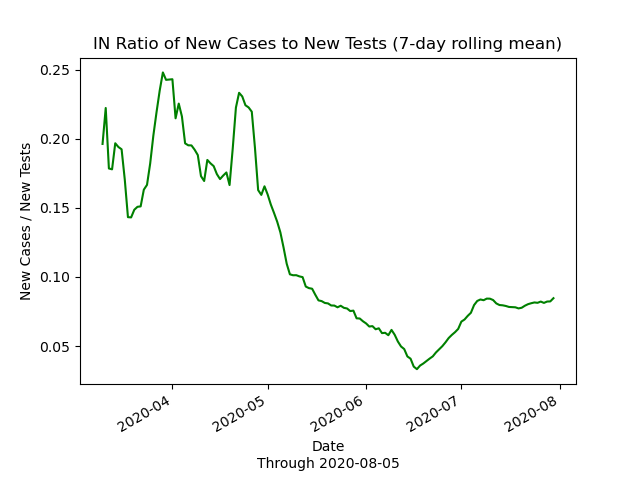 IN Ratio of New Cases to New Tests (7-day rolling mean)
New Cases / New Tests
0.25
0.20
0.15
0.10
0.05
2020-04
2020-05
2020-06
2020-07
2020-08
Date
Through 2020-08-05